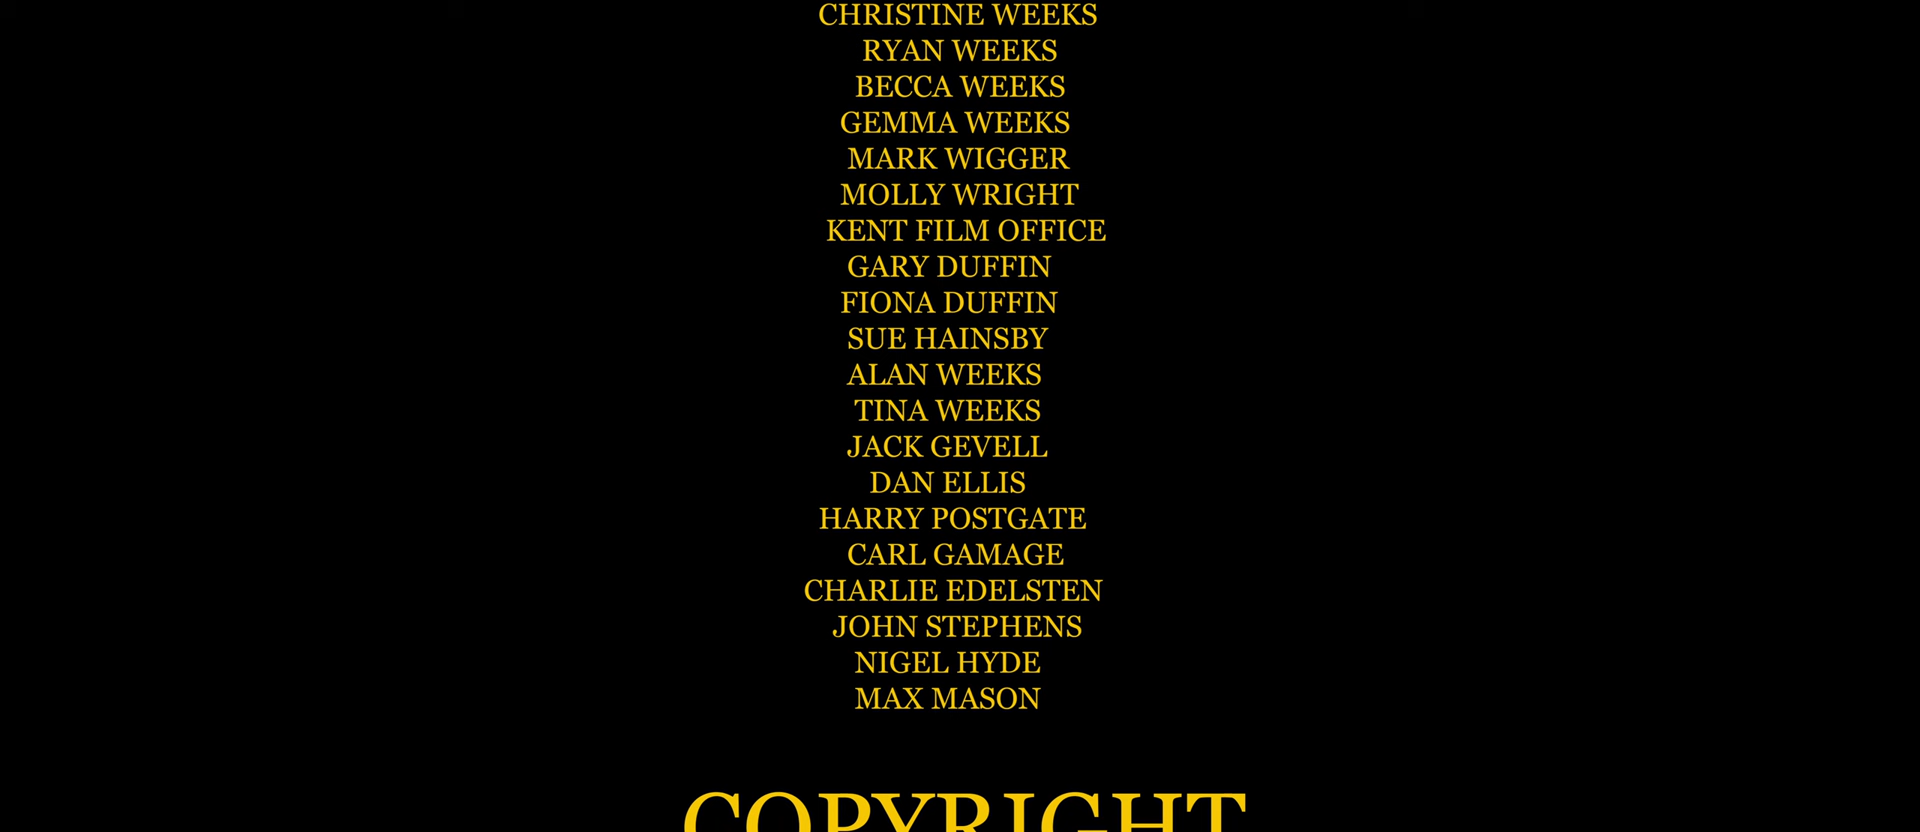 CHRISTINE WEEKS
RYAN WEEKS
BECCA WEEKS
GEMMA WEEKS
MARK WIGGER
MOLLY WRIGHT
KENT FILM OFFICE
GARY DUFFIN
FIONA DUFFIN
SUE HAINSBY
ALAN WEEKS
TINA WEEKS
JACK GEVELL
DAN ELLIS
HARRY POSTGATE
CARL GAMAGE
CHARLIE EDELSTEN
JOHN STEPHENS
NIGEL HYDE
MAX MASON
COPYRIGHT